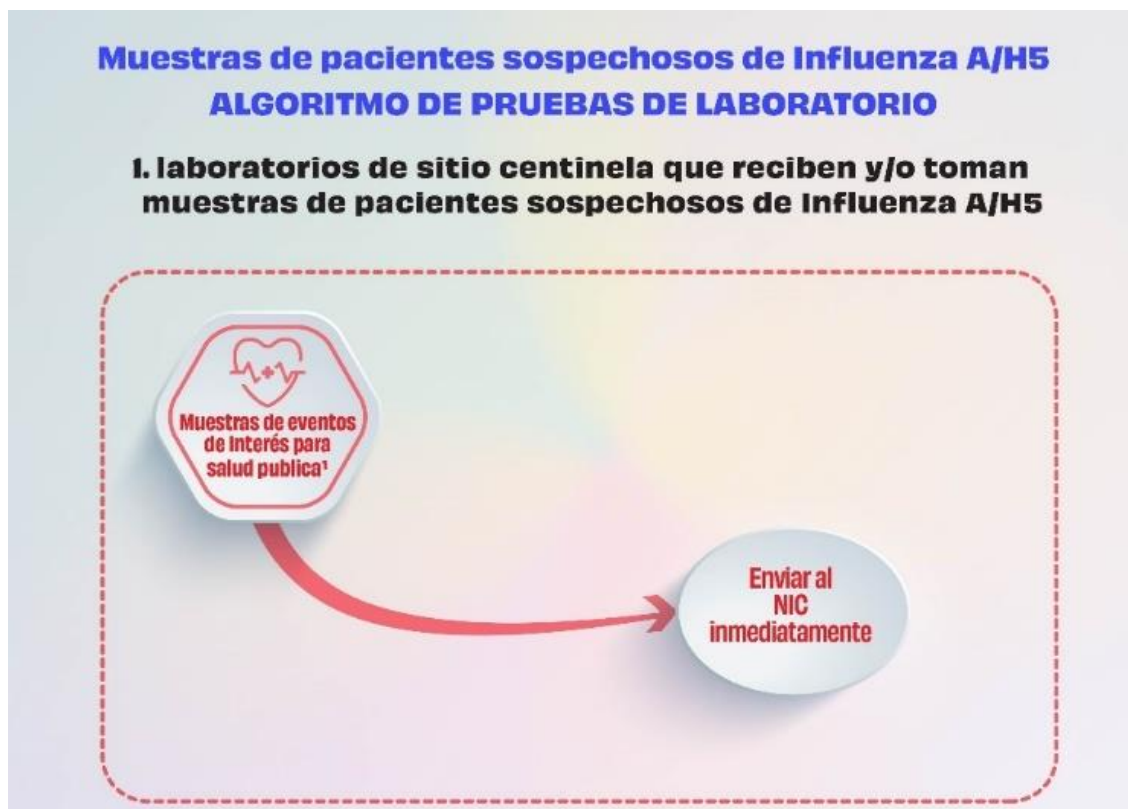 Muestras de pacientes sospechosos de Influenza A/H5
ALGORITMO DE PRUEBAS DE LABORATORIO
1. laboratorios de sitio centinela que reciben y/o toman
muestras de pacientes sospechosos de Influenza A/H5
Muestras de eventos
de Interés para
salud publica¹
Enviar al
NIC
inmediatamente